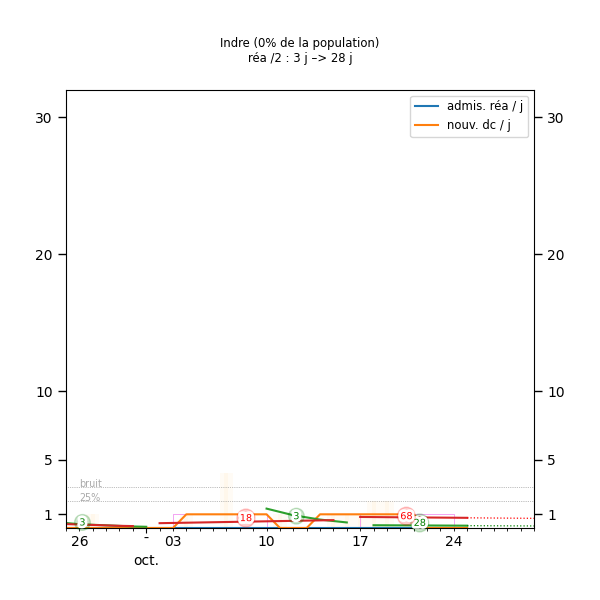 Indre (0% de la population)
réa /2 : 3 j –> 28 j
admis. réa / j
nouv. dc / j
30 30
20 20
10 10
5 5
bruit
25%
1 1
3 18 3 68 28
26 - 03 10 17 24
oct.